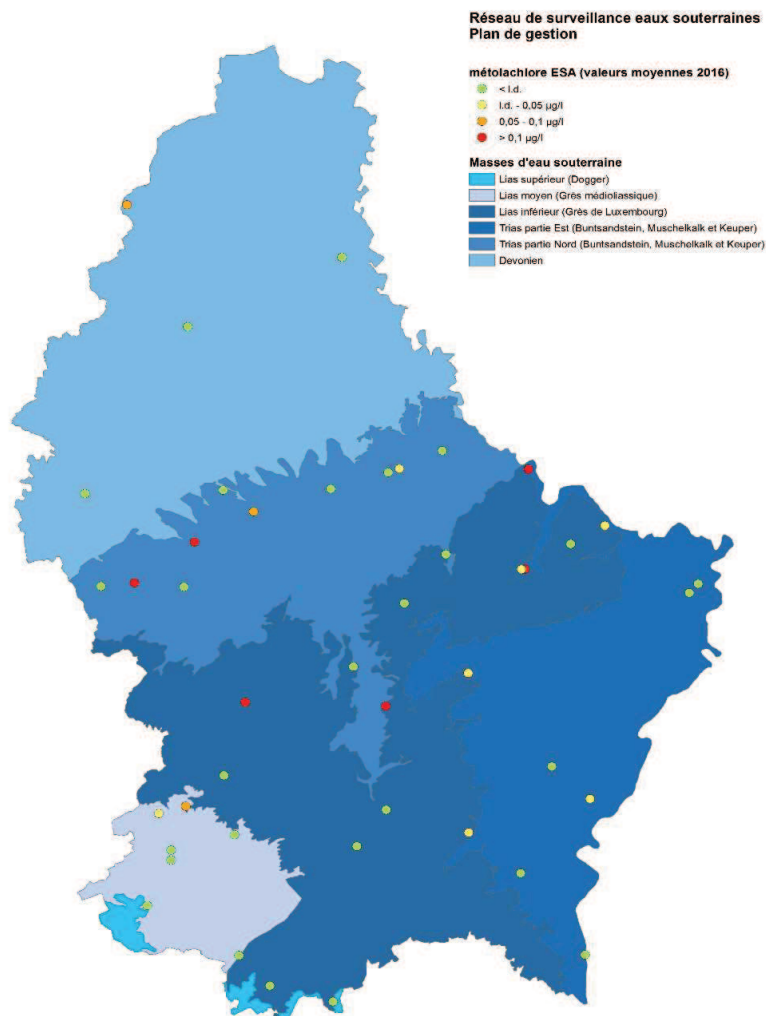 Réseau de surveillance eaux souterraines
Plan de gestion
métolachlore ESA (valeurs moyennes 2016)
< l.d.
l.d. - 0,05 µg/l
0,05 - 0,1 µg/l
> 0,1 µg/l
Masses d'eau souterraine
Lias supérieur (Dogger)
Lias moyen (Grès médioliassique)
Lias inférieur (Grès de Luxembourg)
Trias partie Est (Buntsandstein, Muschelkalk et Keuper)
Trias partie Nord (Buntsandstein, Muschelkalk et Keuper)
Devonien